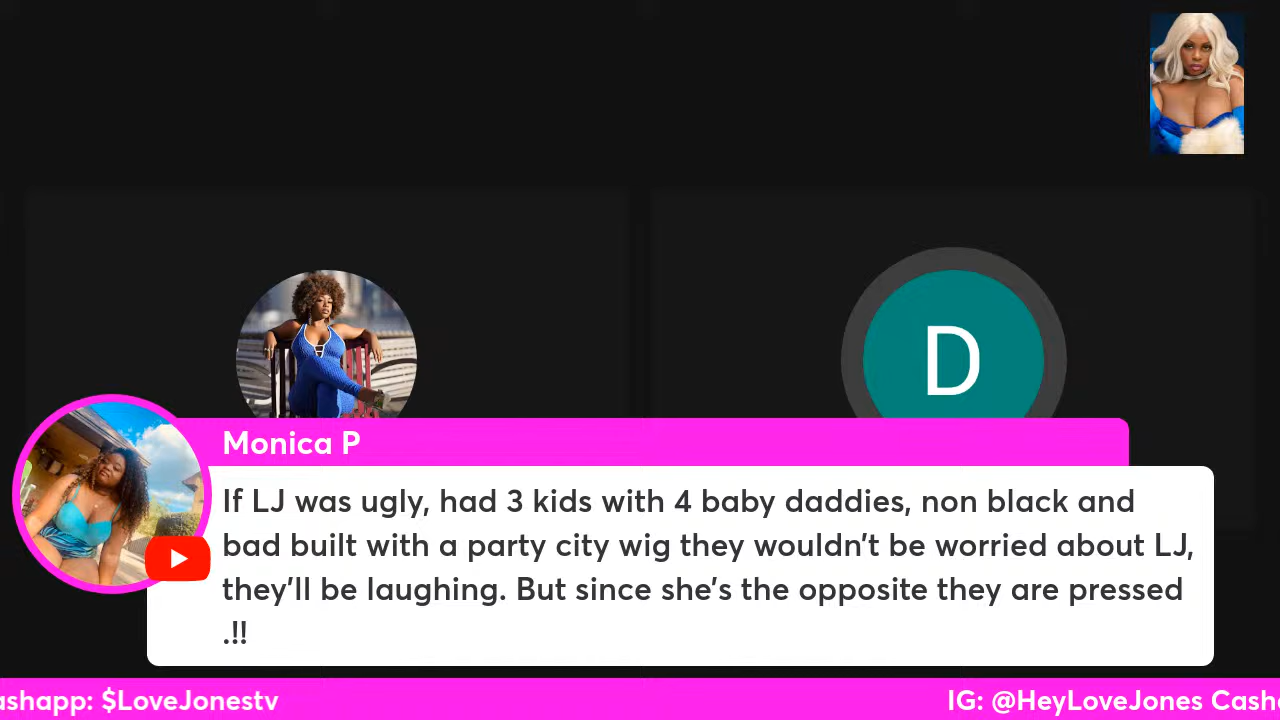 D
Monica P
If LJ was ugly, had 3 kids with 4 baby daddies, non black and
bad built with a party city wig they wouldn't be worried about LJ,
they'll be laughing. But since she's the opposite they are pressed
.!!
ashapp: $LoveJonestv IG: @HeyLoveJones Casha